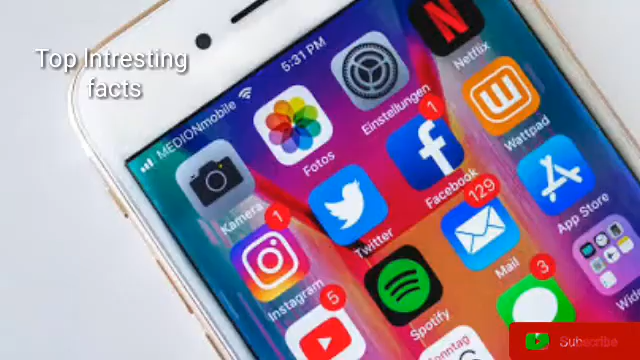 Top Intresting
facts
MEDIONmobile
5:31 PM
Netflix
Einstellungen
Wattpad
Fotos
1
Facebook
App Store
Kamera
Twitter
129
Mail
1
Instagram
Spotify
3
5
Subscribe